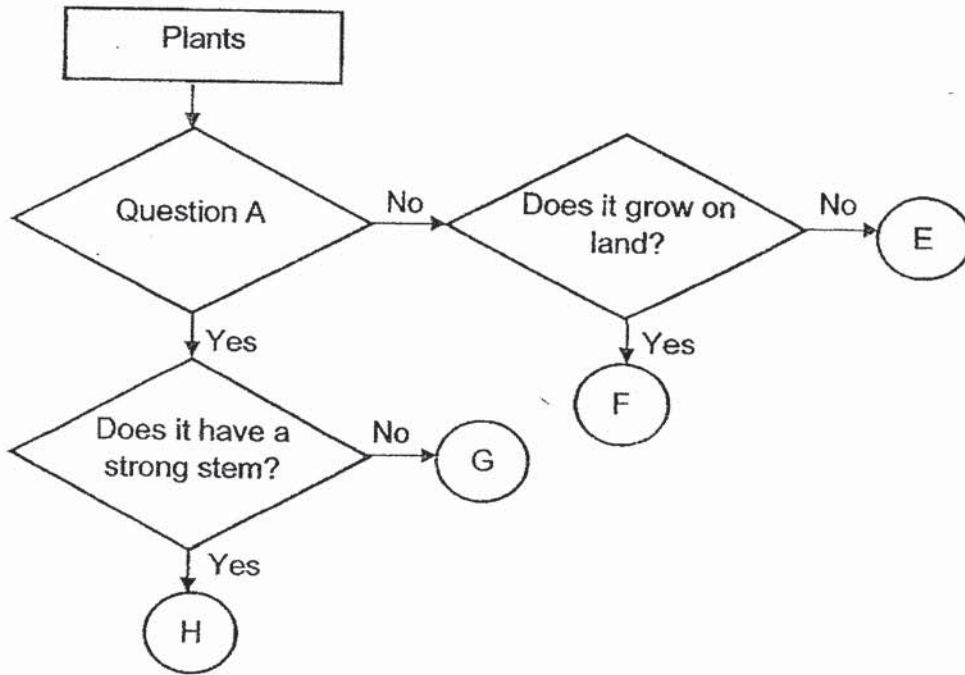 Plants
Question A
No
Does it grow on
land?
No
E
Yes
Yes
F
Does it have a
strong stem?
No
G
Yes
H